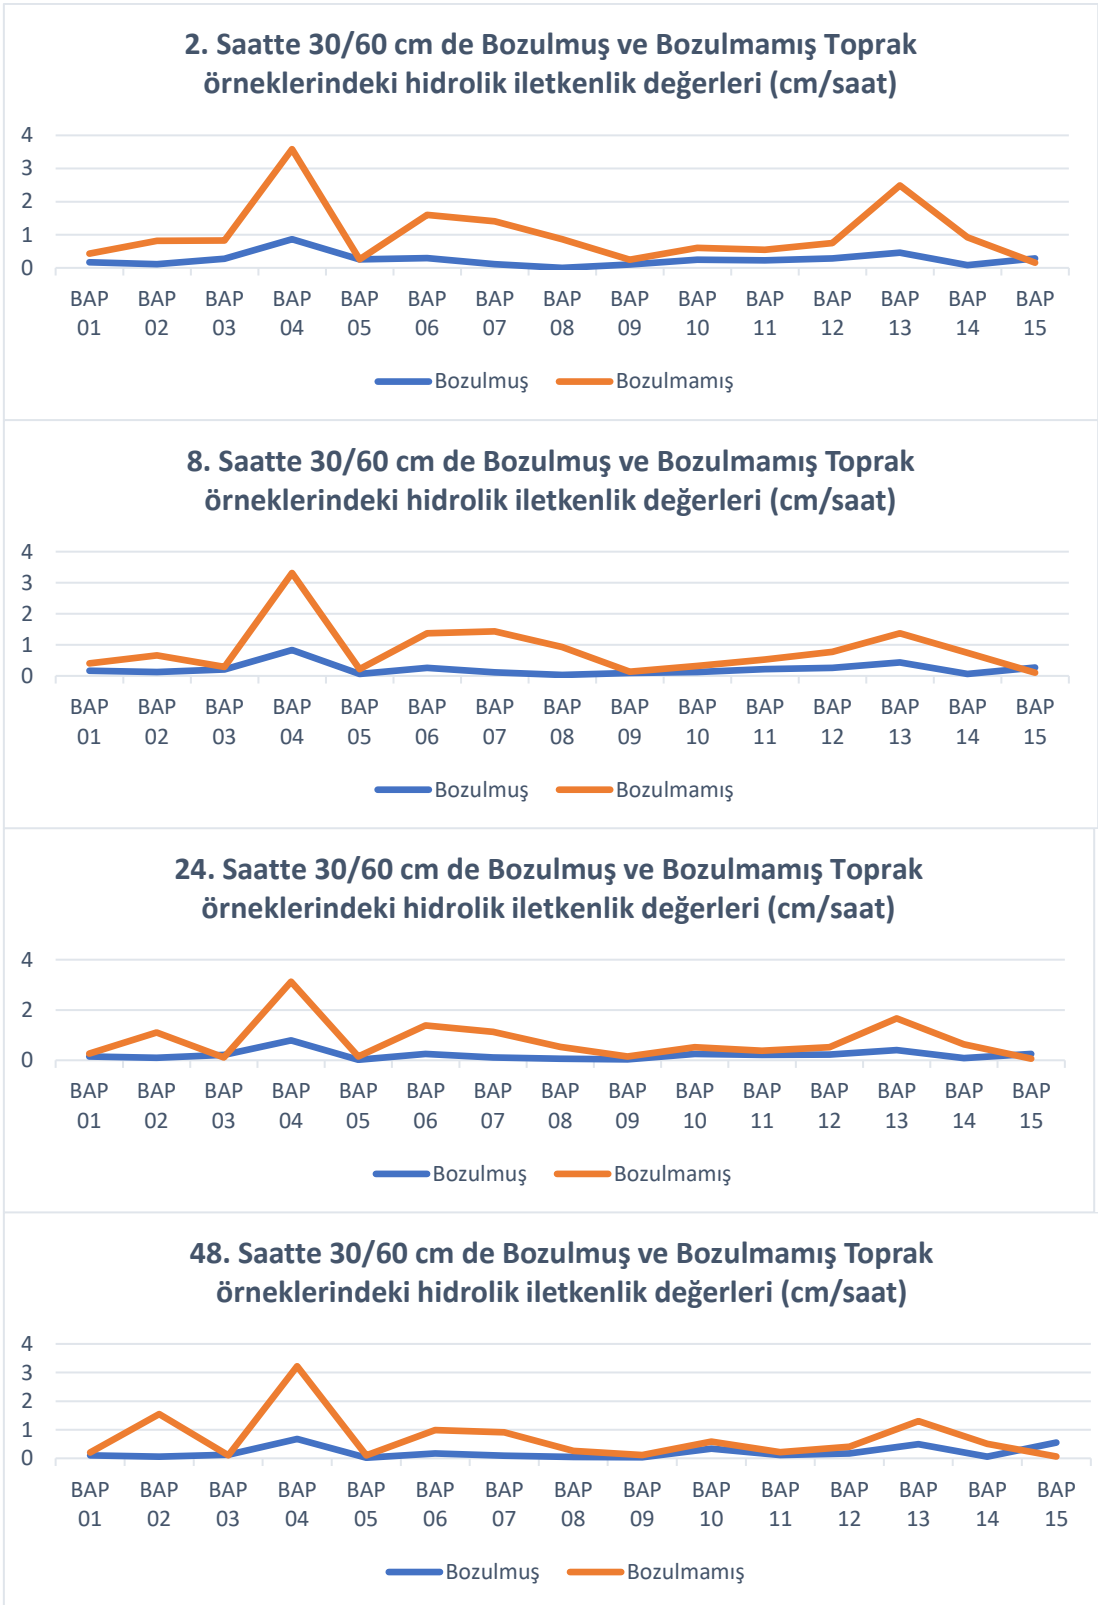 2. Saatte 30/60 cm de Bozulmuş ve Bozulmamış Toprak
örneklerindeki hidrolik iletkenlik değerleri (cm/saat)
4
3
2
1
0
BAP BAP BAP BAP BAP BAP BAP BAP BAP BAP BAP BAP BAP BAP BAP
01 02 03 04 05 06 07 08 09 10 11 12 13 14 15
Bozulmuş Bozulmamış
8. Saatte 30/60 cm de Bozulmuş ve Bozulmamış Toprak
örneklerindeki hidrolik iletkenlik değerleri (cm/saat)
4
3
2
1
0
BAP BAP BAP BAP BAP BAP BAP BAP BAP BAP BAP BAP BAP BAP BAP
01 02 03 04 05 06 07 08 09 10 11 12 13 14 15
Bozulmuş Bozulmamış
24. Saatte 30/60 cm de Bozulmuş ve Bozulmamış Toprak
örneklerindeki hidrolik iletkenlik değerleri (cm/saat)
4
2
0
BAP BAP BAP BAP BAP BAP BAP BAP BAP BAP BAP BAP BAP BAP BAP
01 02 03 04 05 06 07 08 09 10 11 12 13 14 15
Bozulmuş Bozulmamış
48. Saatte 30/60 cm de Bozulmuş ve Bozulmamış Toprak
örneklerindeki hidrolik iletkenlik değerleri (cm/saat)
4
3
2
1
0
BAP BAP BAP BAP BAP BAP BAP BAP BAP BAP BAP BAP BAP BAP BAP
01 02 03 04 05 06 07 08 09 10 11 12 13 14 15
Bozulmuş Bozulmamış